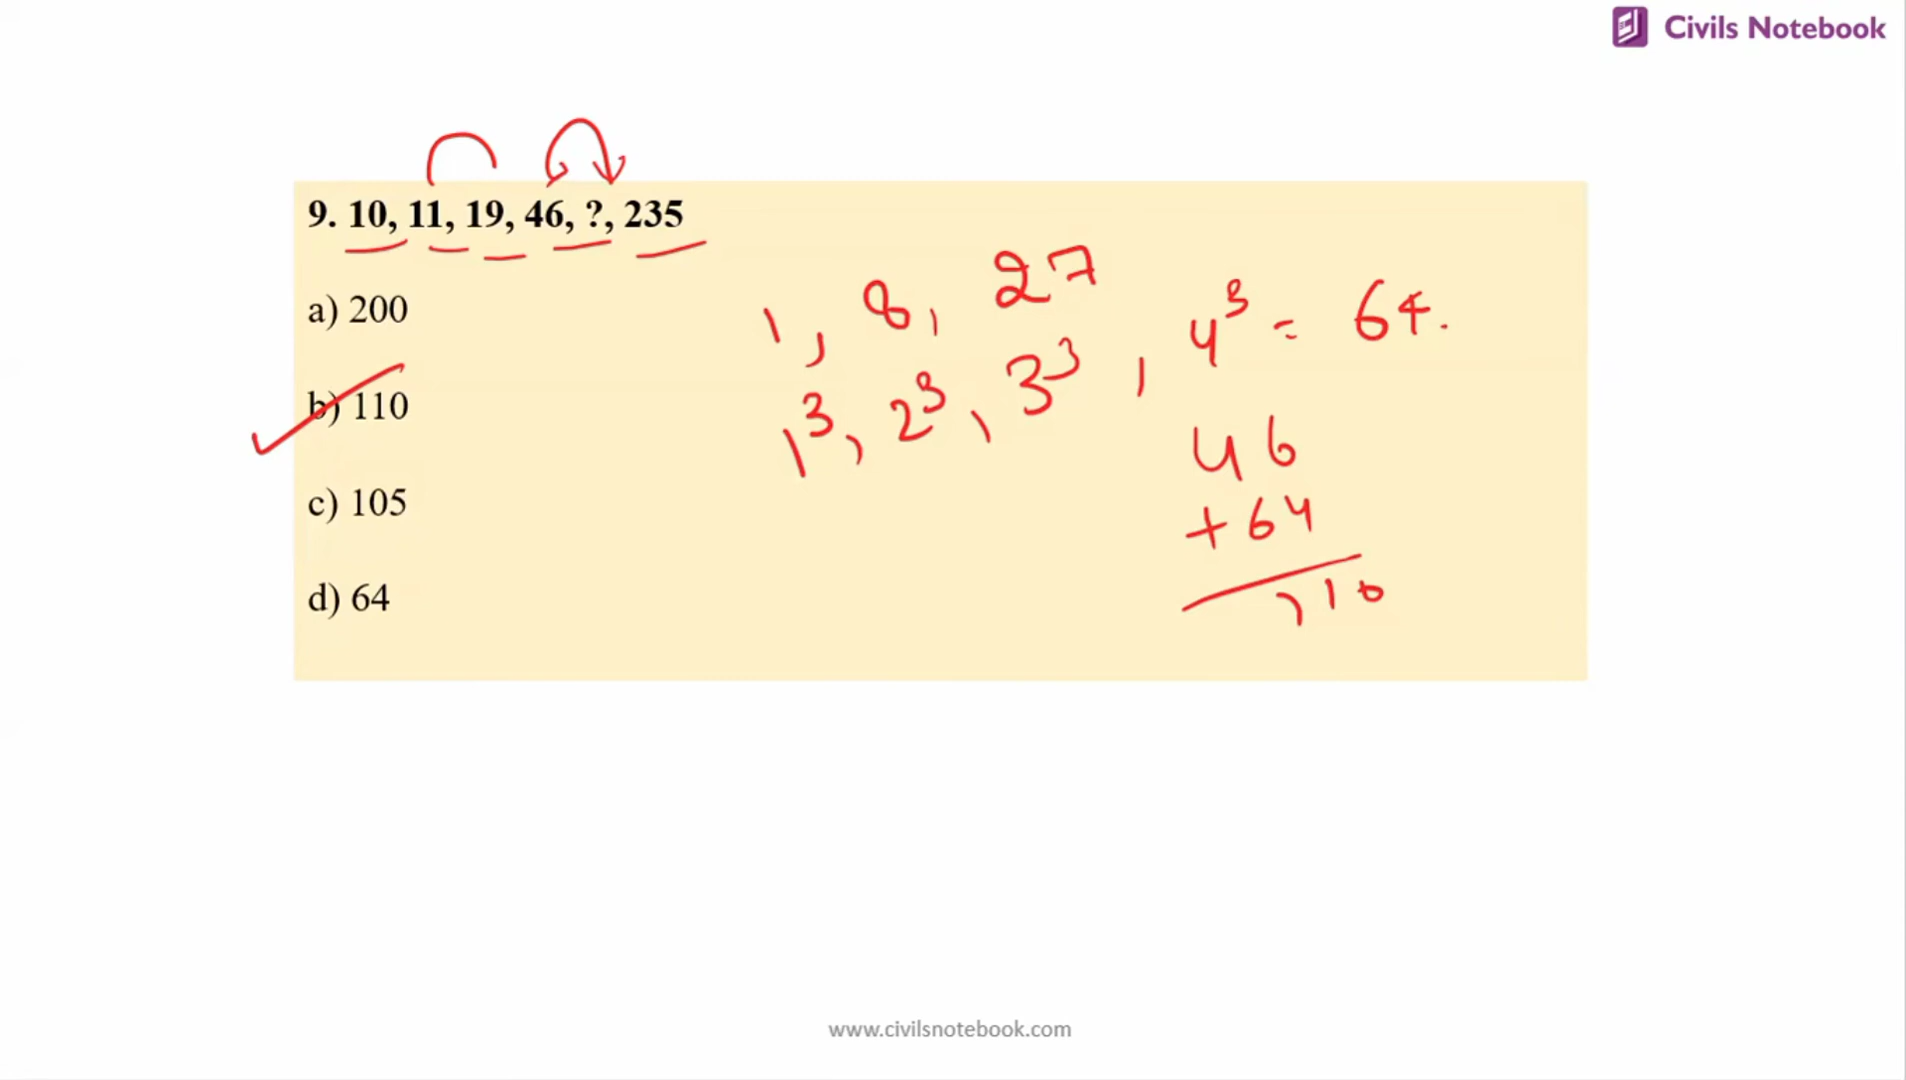 Civils Notebook
9. 10, 11, 19, 46, ?, 235
a) 200
b) 110
c) 105
d) 64
1, 8, 27
1³, 2³, 3³, 4³ = 64.
46
+ 64
110
www.civilsnotebook.com